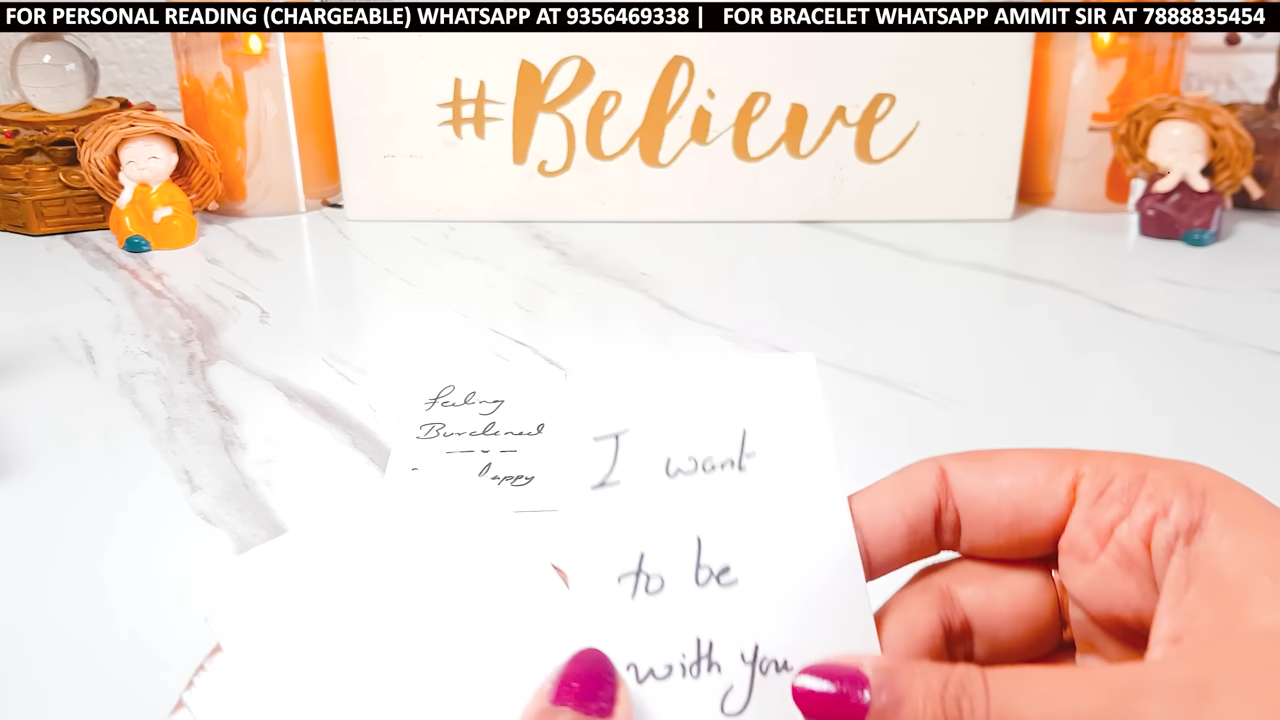 FOR PERSONAL READING (CHARGEABLE) WHATSAPP AT 9356469338 | FOR BRACELET WHATSAPP AMMIT SIR AT 7888835454
#Believe
Feeling
Burdened
happy
I want
to be
with you